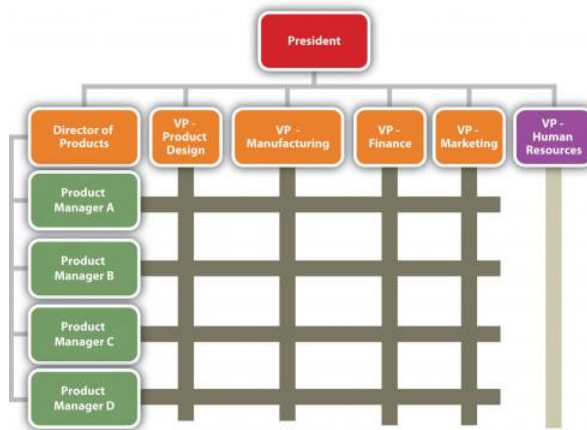 President
Director of
Products
VP -
Product
Design
VP -
Manufacturing
VP -
Finance
VP -
Marketing
VP -
Human
Resources
Product
Manager A
Product
Manager B
Product
Manager C
Product
Manager D